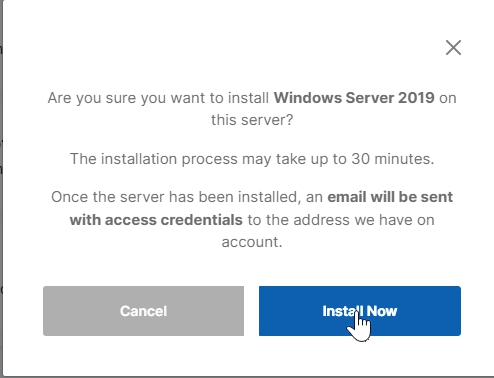 Are you sure you want to install Windows Server 2019 on
this server?
The installation process may take up to 30 minutes.
Once the server has been installed, an email will be sent
with access credentials to the address we have on
account.
Cancel
Install Now